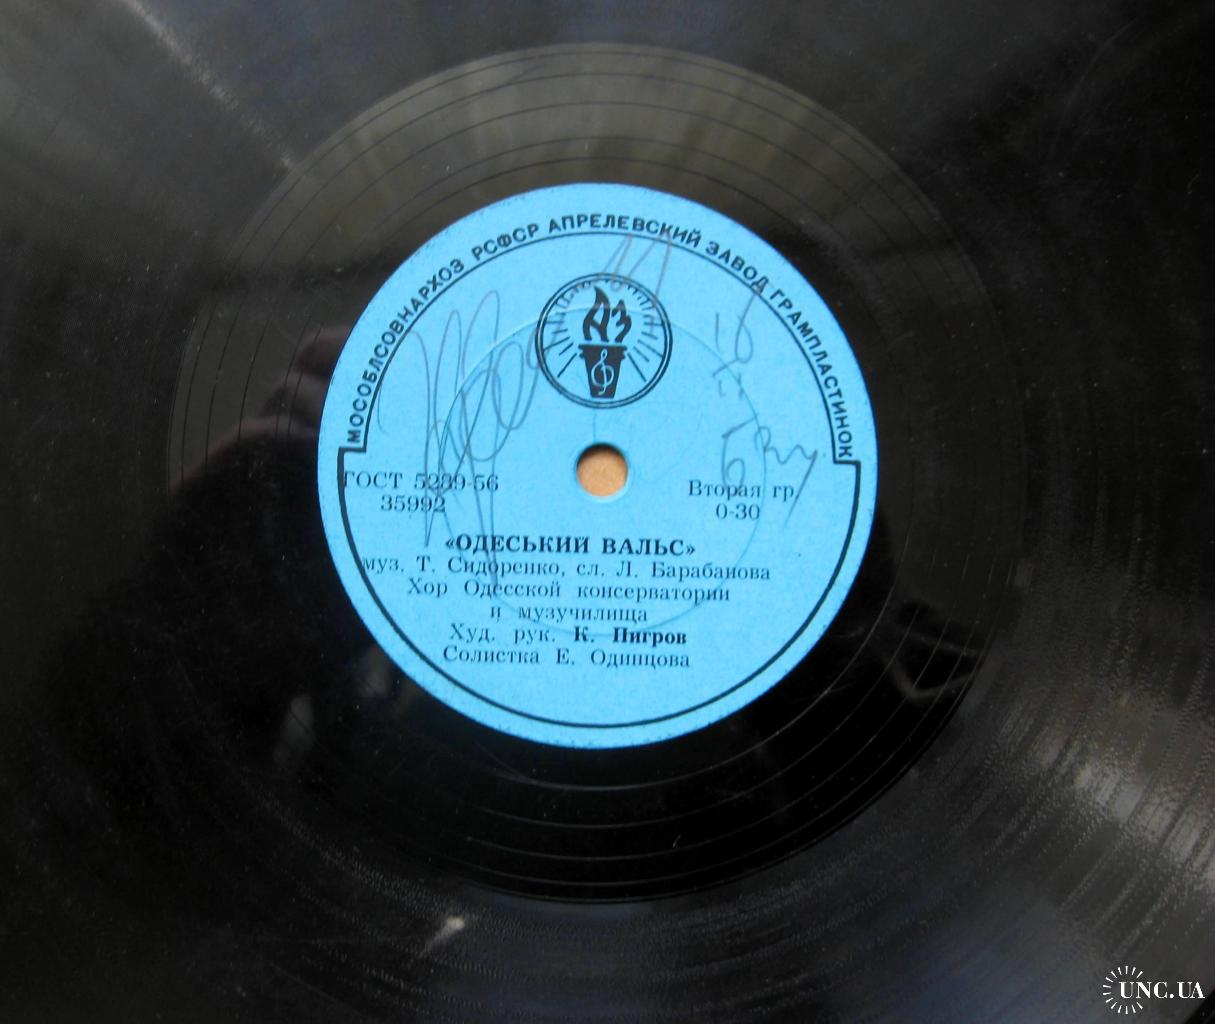 МОСОБЛСОВНАРХОЗ РСФСР АПРЕЛЕВСКИЙ ЗАВОД ГРАМПЛАСТИНОК
АЗ
ГОСТ 5289-56
35992
Вторая гр.
0-30
«ОДЕСЬКИЙ ВАЛЬС»
муз. Т. Сидоренко, сл. Л. Барабанова
Хор Одесской консерватории
и музучилища
Худ. рук. К. Пигров
Солистка Е. Одинцова
UNC.UA